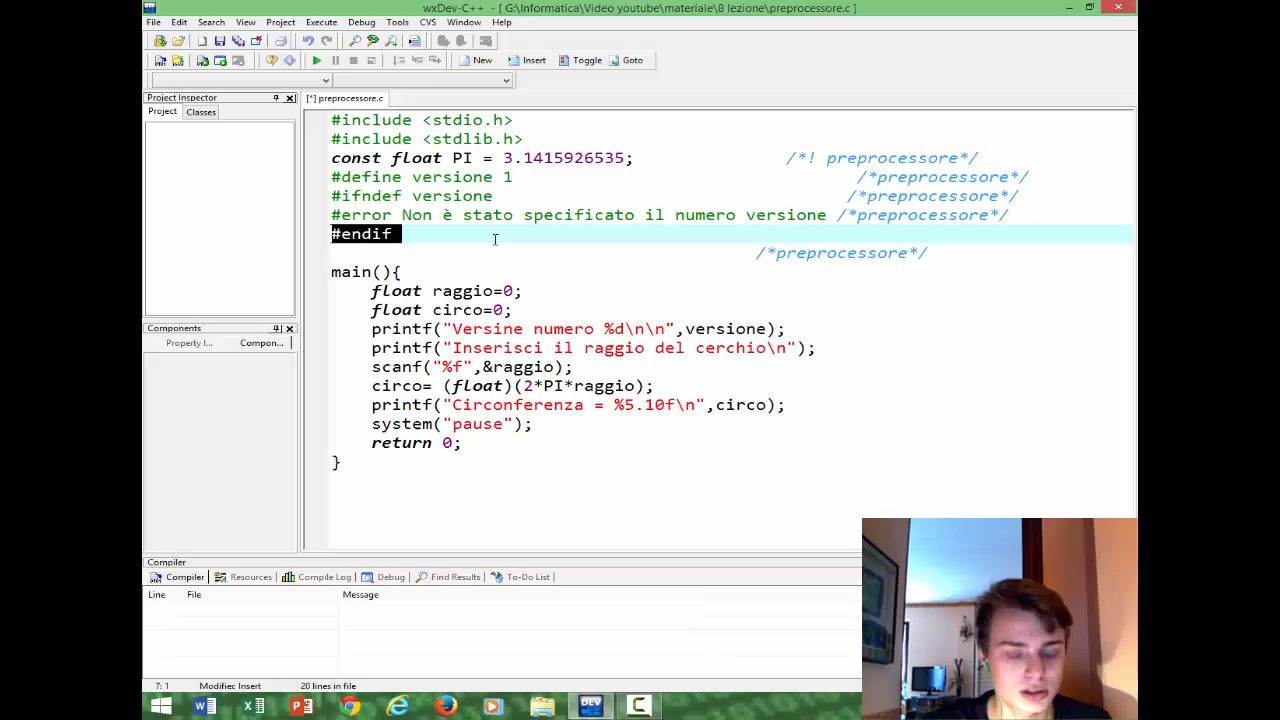 wxDev-C++ - [ G:\Informatica\Video youtube\materiale\8 lezione\preprocessore.c ]
File Edit Search View Project Execute Debug Tools CVS Window Help
New Insert Toggle Goto
Project Inspector
Project Classes
[*] preprocessore.c
#include <stdio.h>
#include <stdlib.h>
const float PI = 3.1415926535; /*! preprocessore*/
#define versione 1 /*preprocessore*/
#ifndef versione /*preprocessore*/
#error Non è stato specificato il numero versione /*preprocessore*/
#endif
/*preprocessore*/
main(){
float raggio=0;
float circo=0;
printf("Versine numero %d\n\n",versione);
printf("Inserisci il raggio del cerchio\n");
scanf("%f",&raggio);
circo= (float)(2*PI*raggio);
printf("Circonferenza = %5.10f\n",circo);
system("pause");
return 0;
}
Components
Property I... Compon...
Compiler
Compiler Resources Compile Log Debug Find Results To-Do List
Line File Message
7: 1 Modified Insert 20 lines in file
DEV